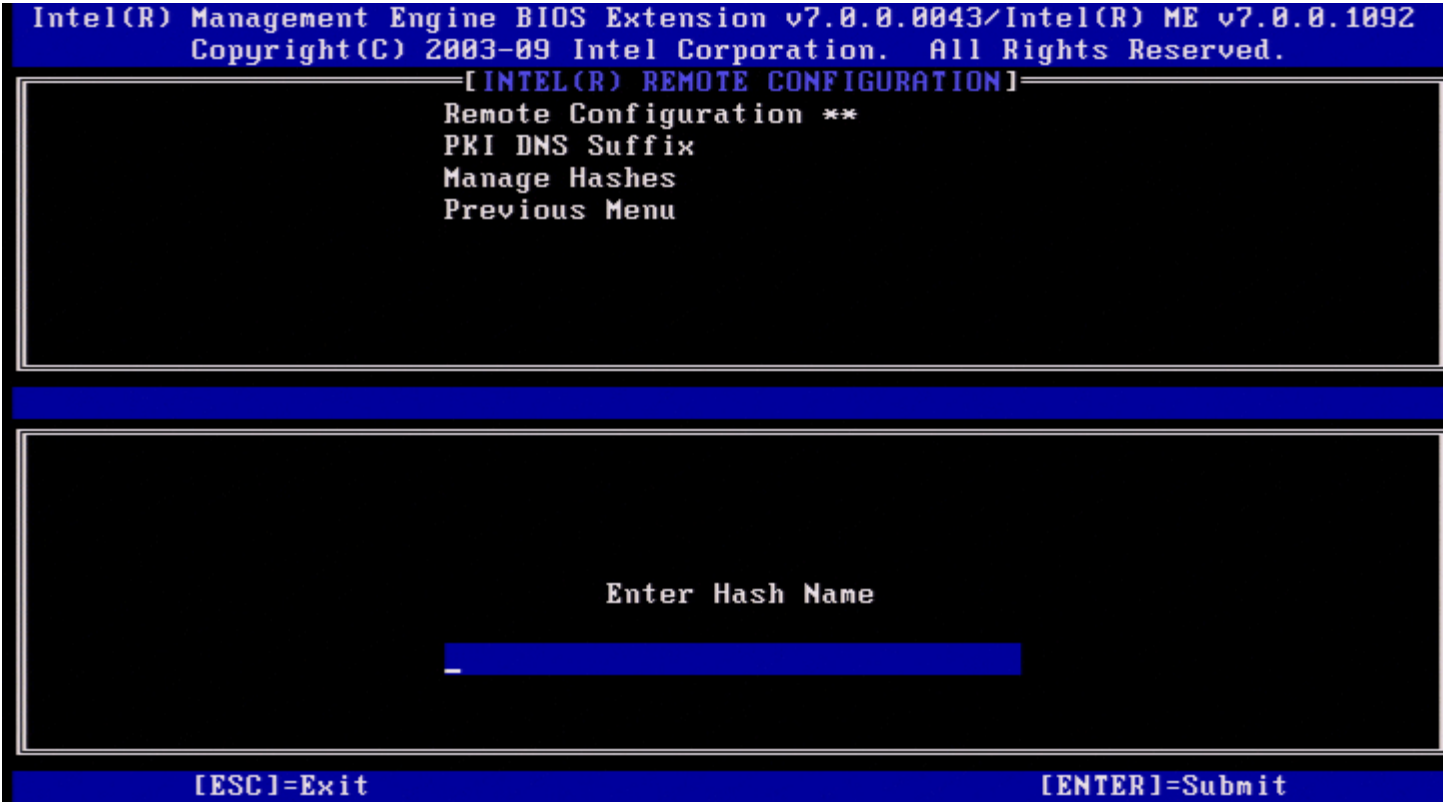 Intel(R) Management Engine BIOS Extension v7.0.0.0043/Intel(R) ME v7.0.0.1092
Copyright(C) 2003-09 Intel Corporation. All Rights Reserved.
[INTEL(R) REMOTE CONFIGURATION]
Remote Configuration **
PKI DNS Suffix
Manage Hashes
Previous Menu
Enter Hash Name
[ESC]=Exit [ENTER]=Submit